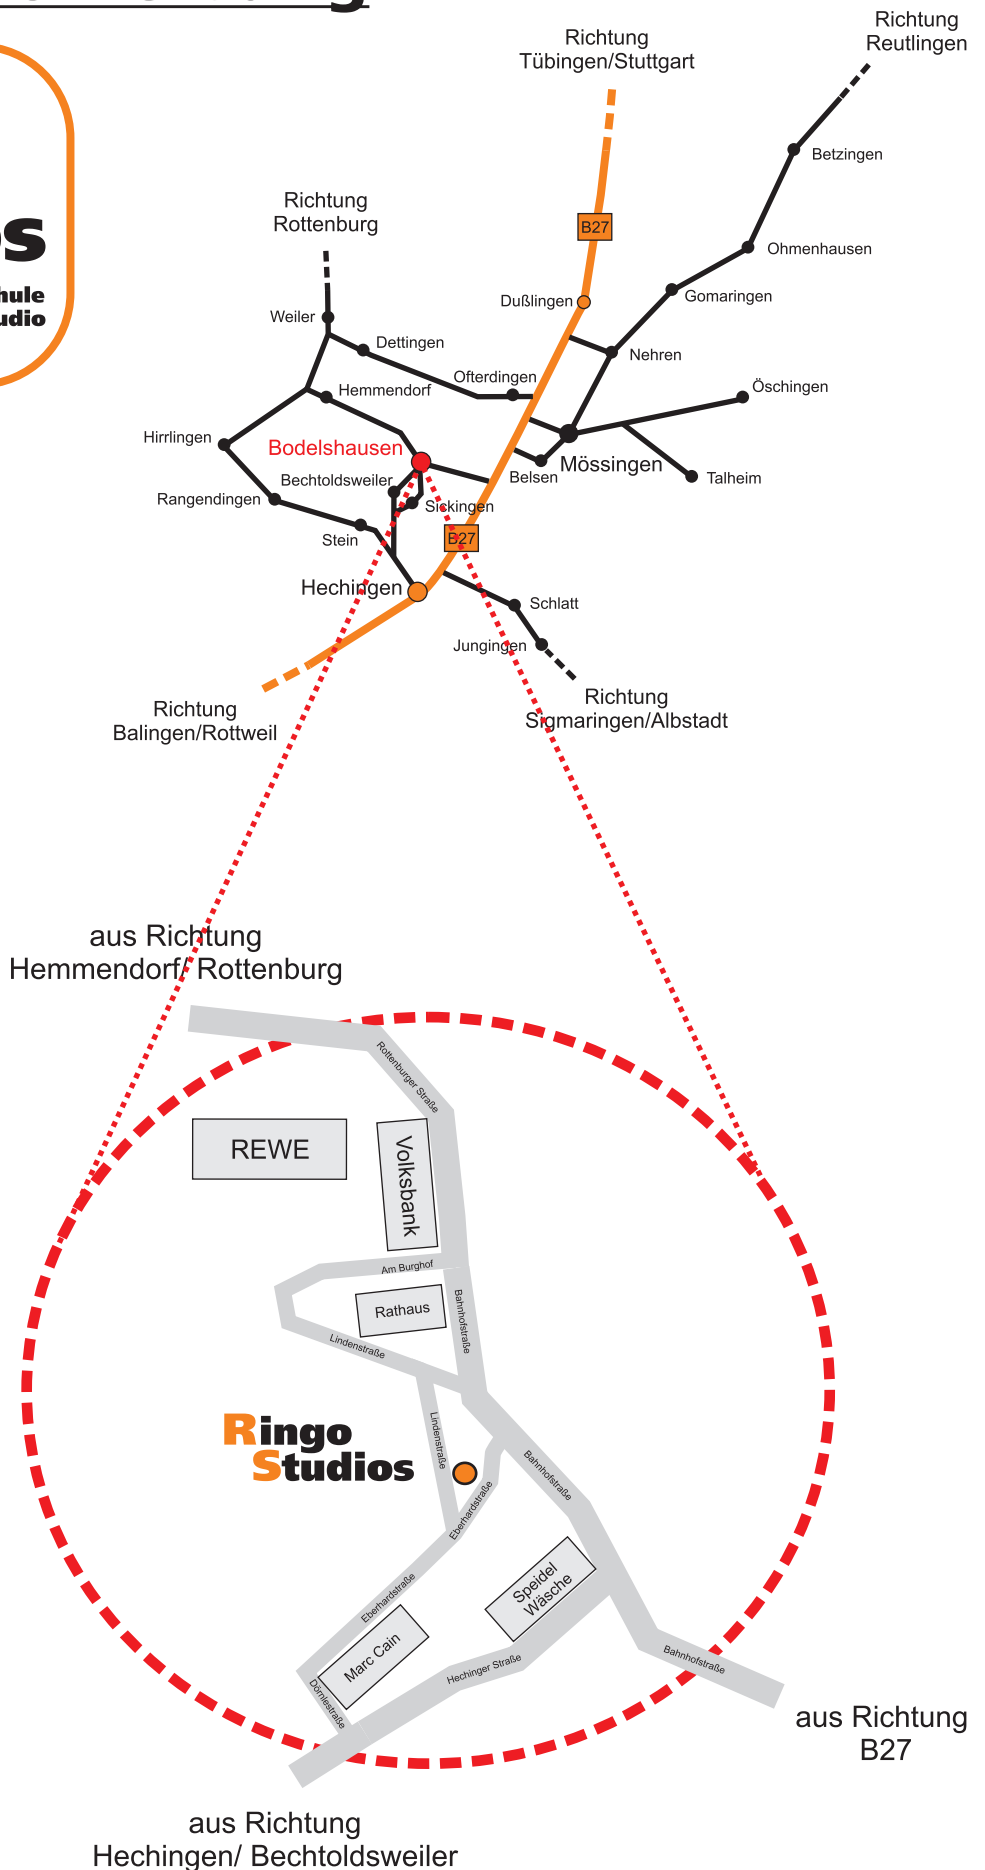 Richtung
Reutlingen
Richtung
Tübingen/Stuttgart
Betzingen
Richtung
Rottenburg
B27
Ohmenhausen
Gomaringen
Dußlingen
Weiler
Dettingen
Nehren
Ofterdingen
Öschingen
Hemmendorf
Hirrlingen
Bodelshausen
Mössingen
Belsen
Talheim
Bechtoldsweiler
Rangendingen
Sickingen
Stein
B27
Hechingen
Schlatt
Jungingen
Richtung
Sigmaringen/Albstadt
Richtung
Balingen/Rottweil
aus Richtung
Hemmendorf/ Rottenburg
Rottenburger Straße
REWE
Volksbank
Am Burghof
Rathaus
Bahnhofstraße
Lindenstraße
Ringo
Studios
Lindenstraße
Bahnhofstraße
Eberhardstraße
Speidel
Wäsche
Eberhardstraße
Marc Cain
Hechinger Straße
Bahnhofstraße
Dörnlestraße
aus Richtung
B27
aus Richtung
Hechingen/ Bechtoldsweiler